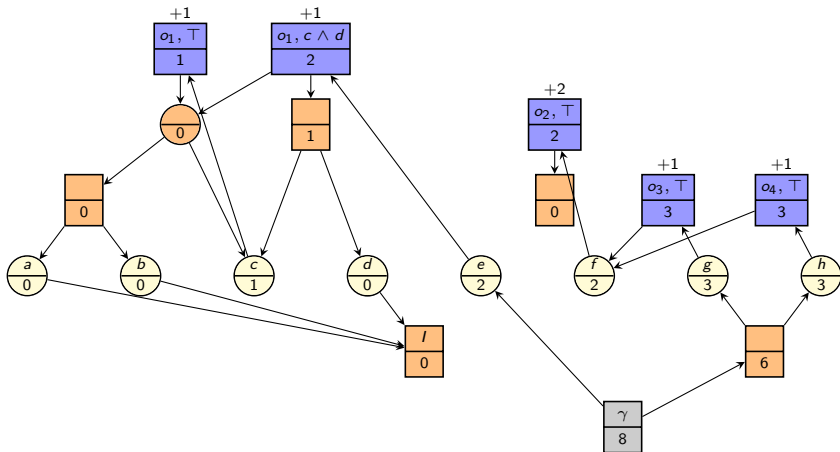 +1 +1
o₁, ⊤ o₁, c ∧ d
1 2
+2
o₂, ⊤
0 1 2
+1 +1
o₃, ⊤ o₄, ⊤
0 0 3 3
a b c d e f g h
0 0 1 0 2 2 3 3
I
0 6
γ
8